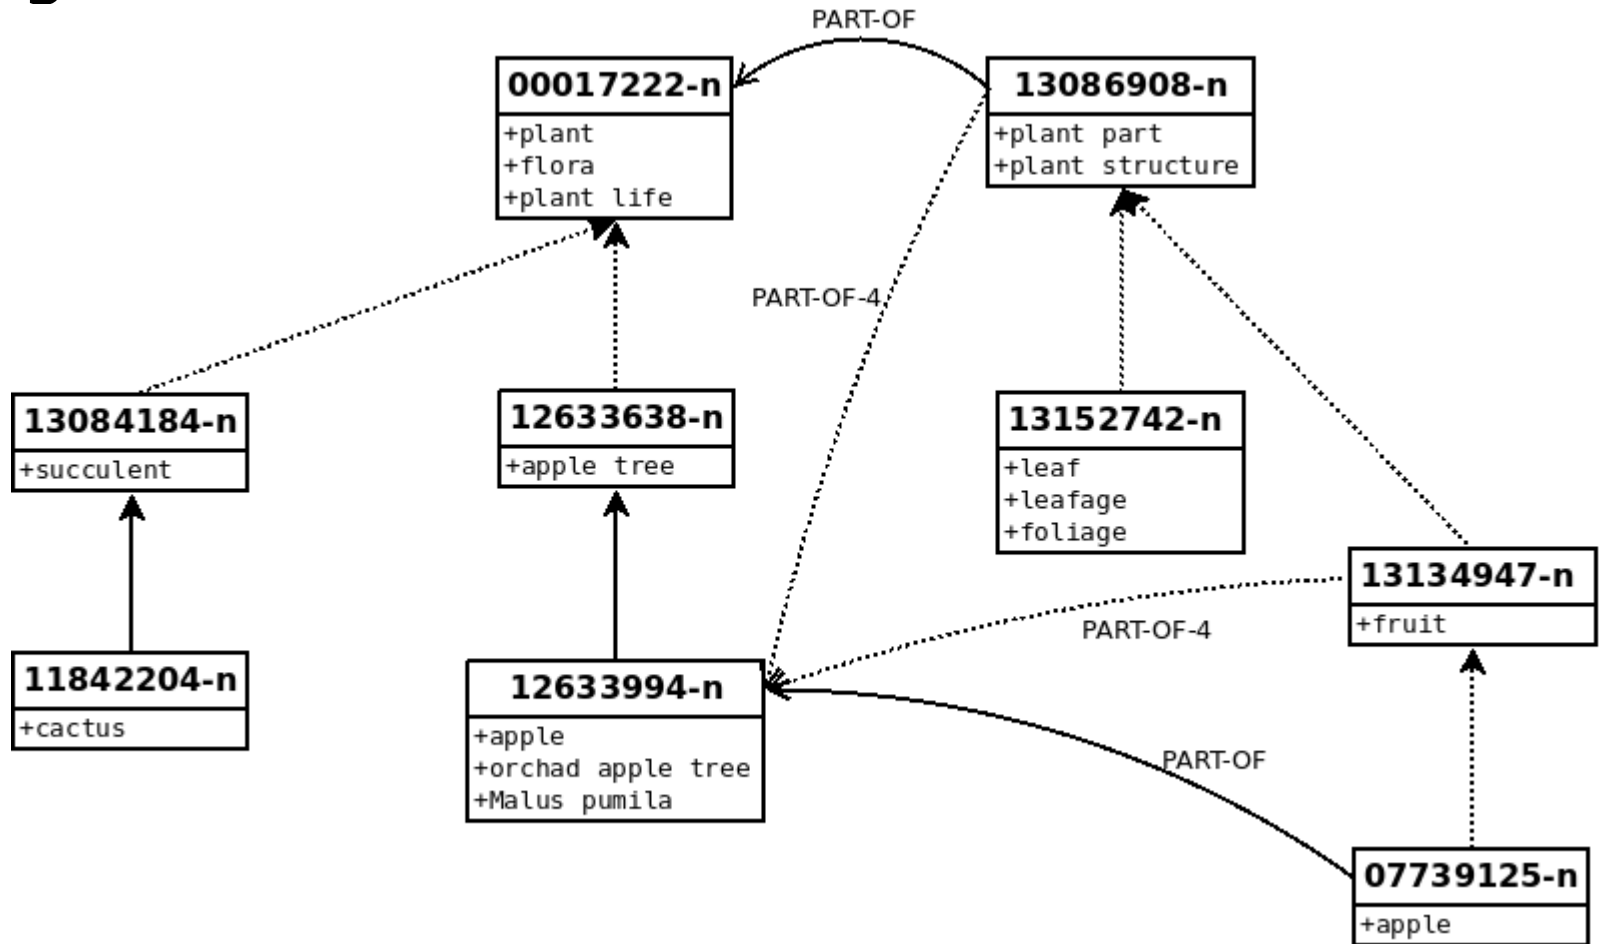 PART-OF
00017222-n
+plant
+flora
+plant life
13086908-n
+plant part
+plant structure
PART-OF-4
13084184-n
+succulent
12633638-n
+apple tree
13152742-n
+leaf
+leafage
+foliage
13134947-n
+fruit
PART-OF-4
11842204-n
+cactus
12633994-n
+apple
+orchad apple tree
+Malus pumila
PART-OF
07739125-n
+apple